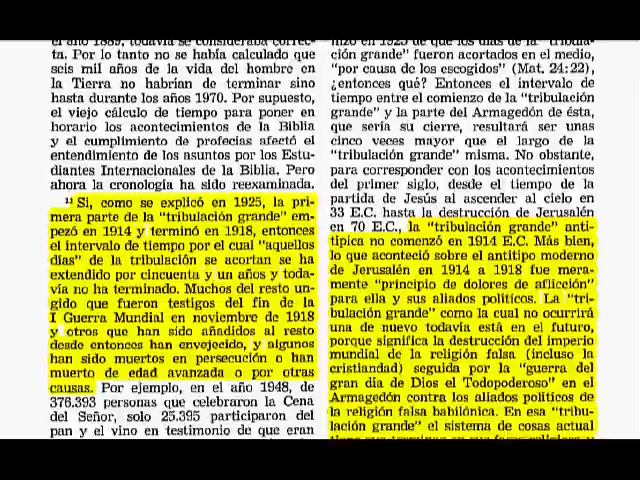 el año 1889, todavía se consideraba correc-
ta. Por lo tanto no se había calculado que
seis mil años de la vida del hombre en
la Tierra no habrían de terminar sino
hasta durante los años 1970. Por supuesto,
el viejo cálculo de tiempo para poner en
horario los acontecimientos de la Biblia
y el cumplimiento de profecías afectó el
entendimiento de los asuntos por los Estu-
diantes Internacionales de la Biblia. Pero
ahora la cronología ha sido reexaminada.
Si, como se explicó en 1925, la pri-
mera parte de la "tribulación grande" em-
pezó en 1914 y terminó en 1918, entonces
el intervalo de tiempo por el cual "aquellos
días" de la tribulación se acortan se ha
extendido por cincuenta y un años y toda-
vía no ha terminado. Muchos del resto un-
gido que fueron testigos del fin de la
I Guerra Mundial en noviembre de 1918
y otros que han sido añadidos al resto
desde entonces han envejecido, y algunos
han sido muertos en persecución o han
muerto de edad avanzada o por otras
causas. Por ejemplo, en el año 1948, de
376.393 personas que celebraron la Cena
del Señor, solo 25.395 participaron del
pan y el vino en testimonio de que eran
hizo en 1925 de que los días de la "tribula-
ción grande" fueron acortados en el medio,
"por causa de los escogidos" (Mat. 24:22),
¿entonces qué? Entonces el intervalo de
tiempo entre el comienzo de la "tribulación
grande" y la parte del Armagedón de ésta,
que sería su cierre, resultará ser unas
cinco veces mayor que el largo de la
"tribulación grande" misma. No obstante,
para corresponder con los acontecimientos
del primer siglo, desde el tiempo de la
partida de Jesús al ascender al cielo en
33 E.C. hasta la destrucción de Jerusalén
en 70 E.C., la "tribulación grande" anti-
típica no comenzó en 1914 E.C. Más bien,
lo que aconteció sobre el antitipo moderno
de Jerusalén en 1914 a 1918 fue mera-
mente "principio de dolores de aflicción"
para ella y sus aliados políticos. La "tri-
bulación grande" como la cual no ocurrirá
una de nuevo todavía está en el futuro,
porque significa la destrucción del imperio
mundial de la religión falsa (incluso la
cristiandad) seguida por la "guerra del
gran día de Dios el Todopoderoso" en el
Armagedón contra los aliados políticos de
la religión falsa babilónica. En esa "tribu-
lación grande" el sistema de cosas actual